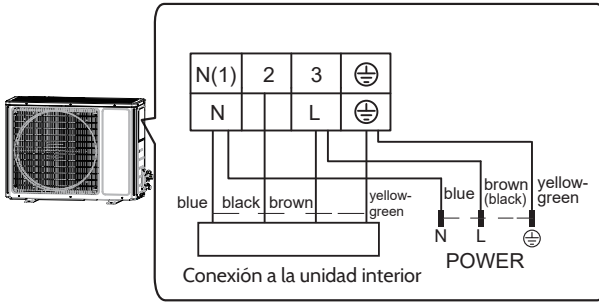 N(1) 2 3
N L
blue black brown yellow-
green
blue brown
(black) yellow-
green
N L
POWER
Conexión a la unidad interior